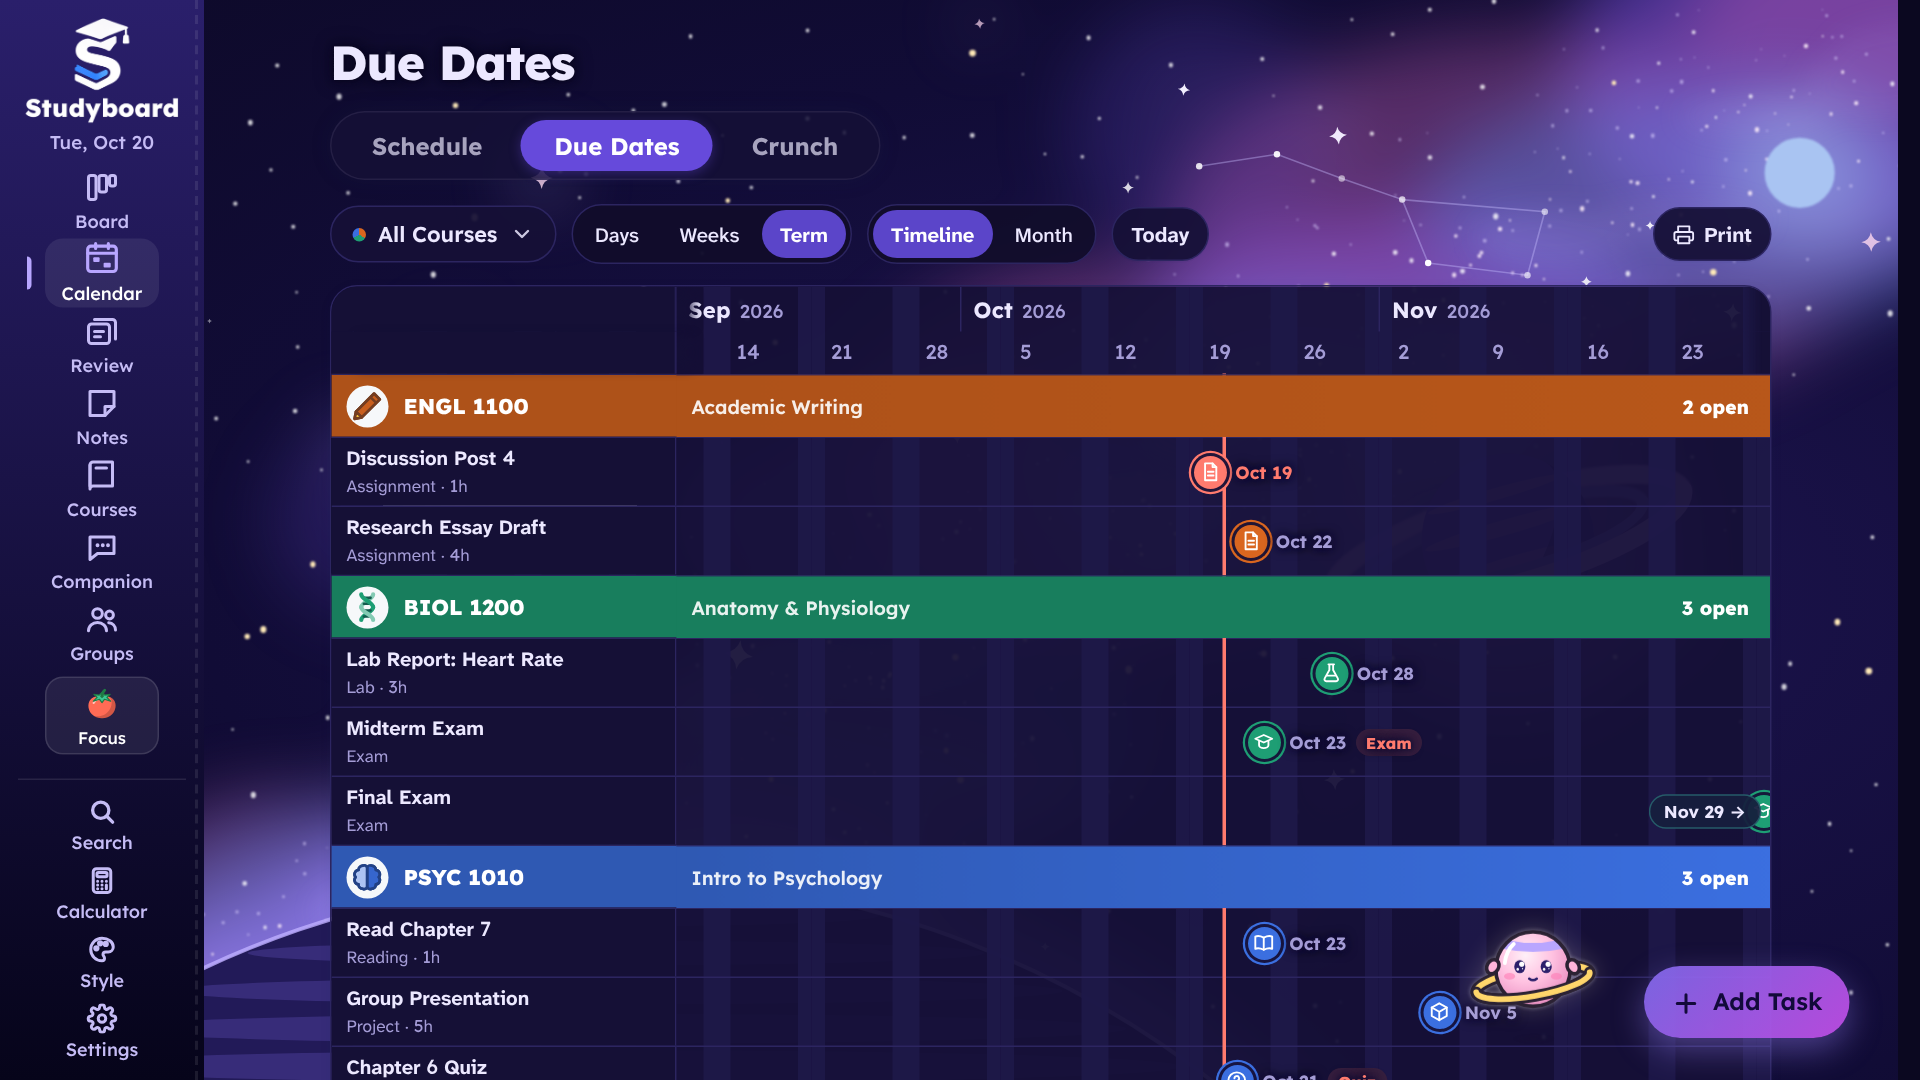 Studyboard
Tue, Oct 20
Board
Calendar
Review
Notes
Courses
Companion
Groups
Focus
Search
Calculator
Style
Settings
Due Dates
Schedule Due Dates Crunch
All Courses Days Weeks Term Timeline Month Today Print
Sep 2026 Oct 2026 Nov 2026
14 21 28 5 12 19 26 2 9 16 23
ENGL 1100 Academic Writing 2 open
Discussion Post 4 Oct 19
Assignment · 1h
Research Essay Draft Oct 22
Assignment · 4h
BIOL 1200 Anatomy & Physiology 3 open
Lab Report: Heart Rate Oct 28
Lab · 3h
Midterm Exam Oct 23 Exam
Exam
Final Exam Nov 29 →
Exam
PSYC 1010 Intro to Psychology 3 open
Read Chapter 7 Oct 23
Reading · 1h
Group Presentation Nov 5
Project · 5h
Chapter 6 Quiz Oct 21 Quiz
+ Add Task